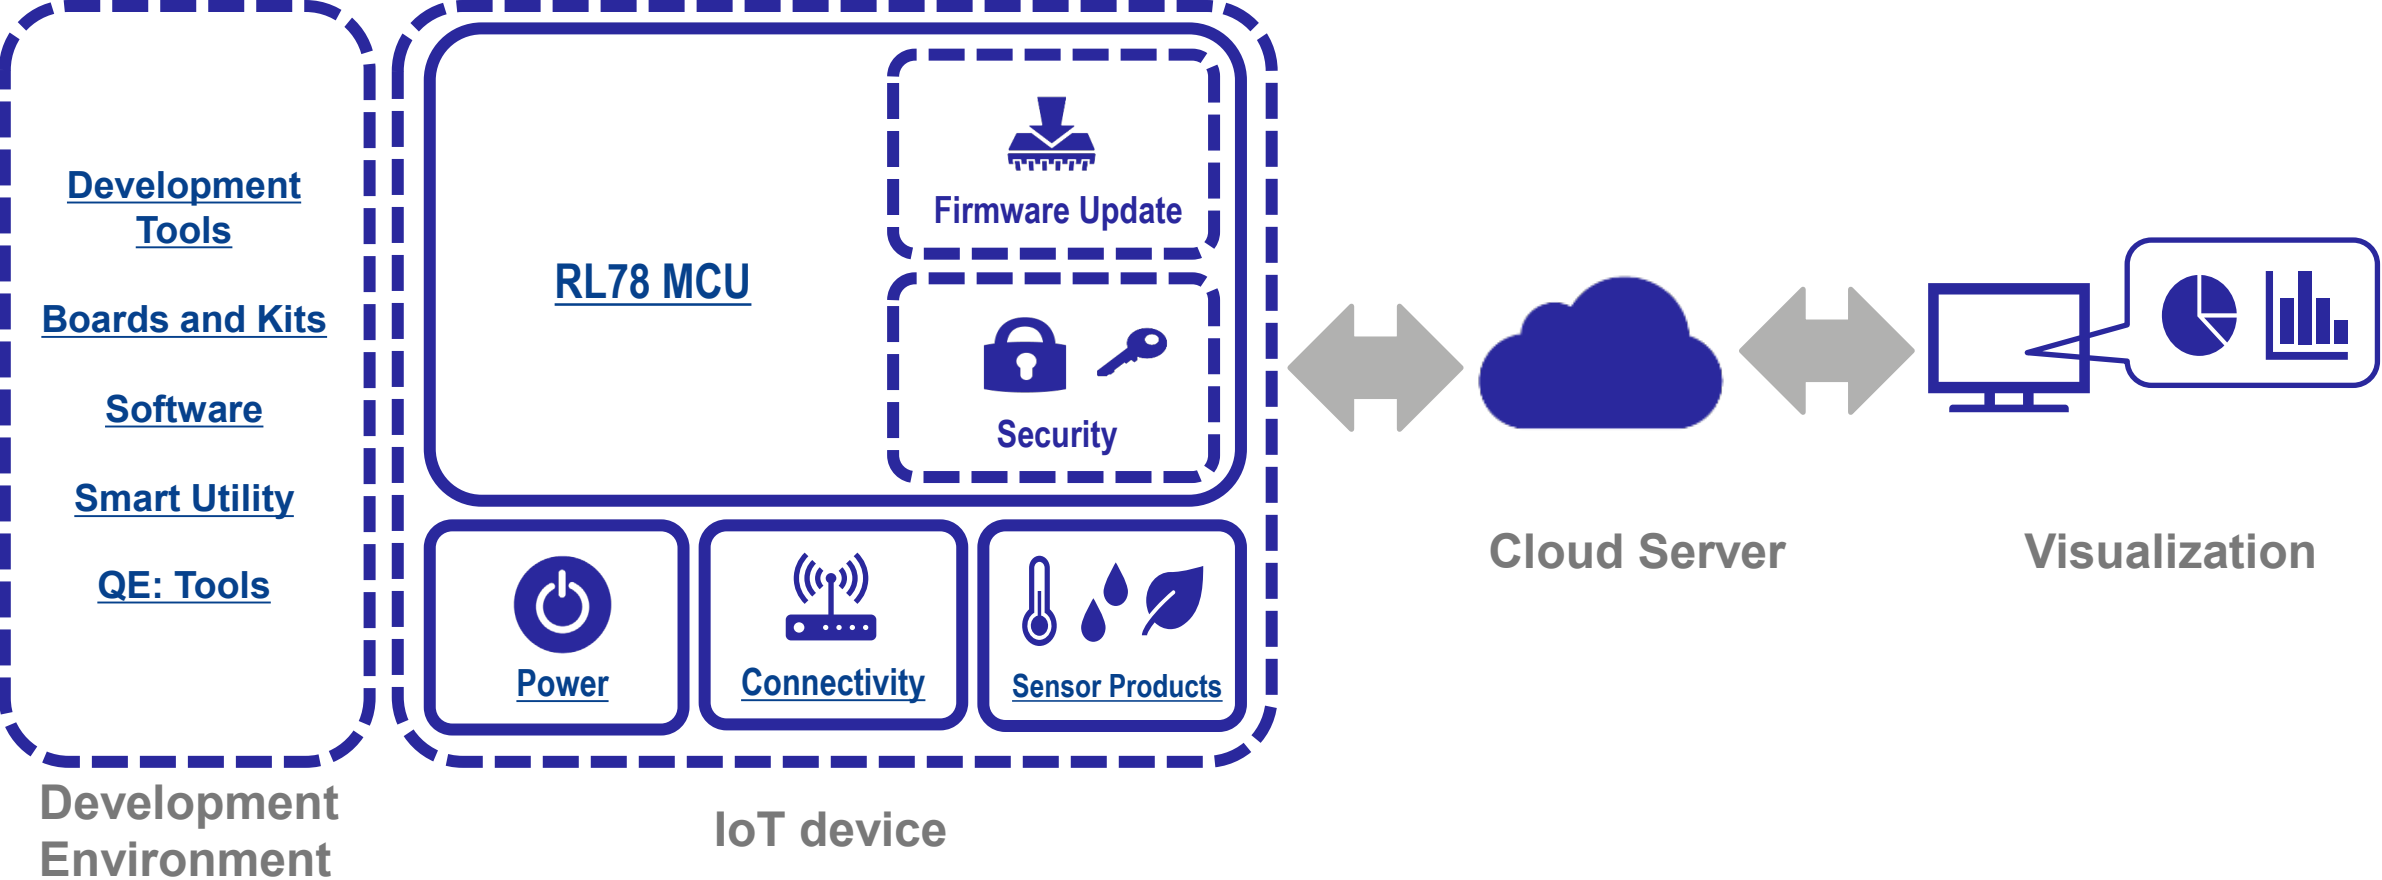 Development
Tools
Boards and Kits
Software
Smart Utility
QE: Tools
Development
Environment
RL78 MCU
Firmware Update
Security
Power
Connectivity
Sensor Products
IoT device
Cloud Server
Visualization